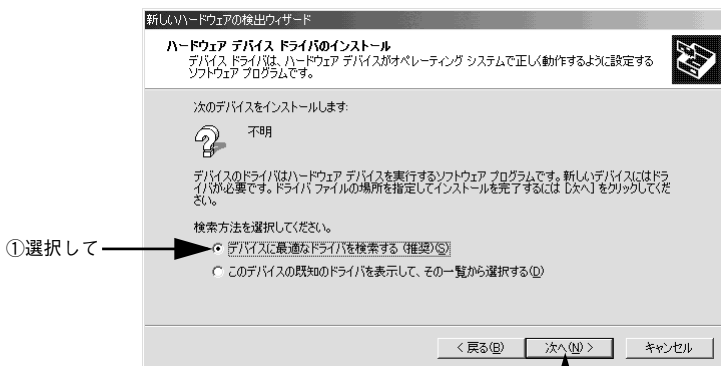 新しいハードウェアの検出ウィザード
ハードウェア デバイス ドライバのインストール
デバイス ドライバは、ハードウェア デバイスがオペレーティング システムで正しく動作するように設定する
ソフトウェア プログラムです。
次のデバイスをインストールします:
不明
デバイスのドライバはハードウェア デバイスを実行するソフトウェア プログラムです。新しいデバイスにはドラ
イバが必要です。ドライバ ファイルの場所を指定してインストールを完了するには [次へ] をクリックしてくだ
さい。
検索方法を選択してください。
①選択して
デバイスに最適なドライバを検索する (推奨)(S)
このデバイスの既知のドライバを表示して、その一覧から選択する(D)
< 戻る(B)
次へ(N) >
キャンセル